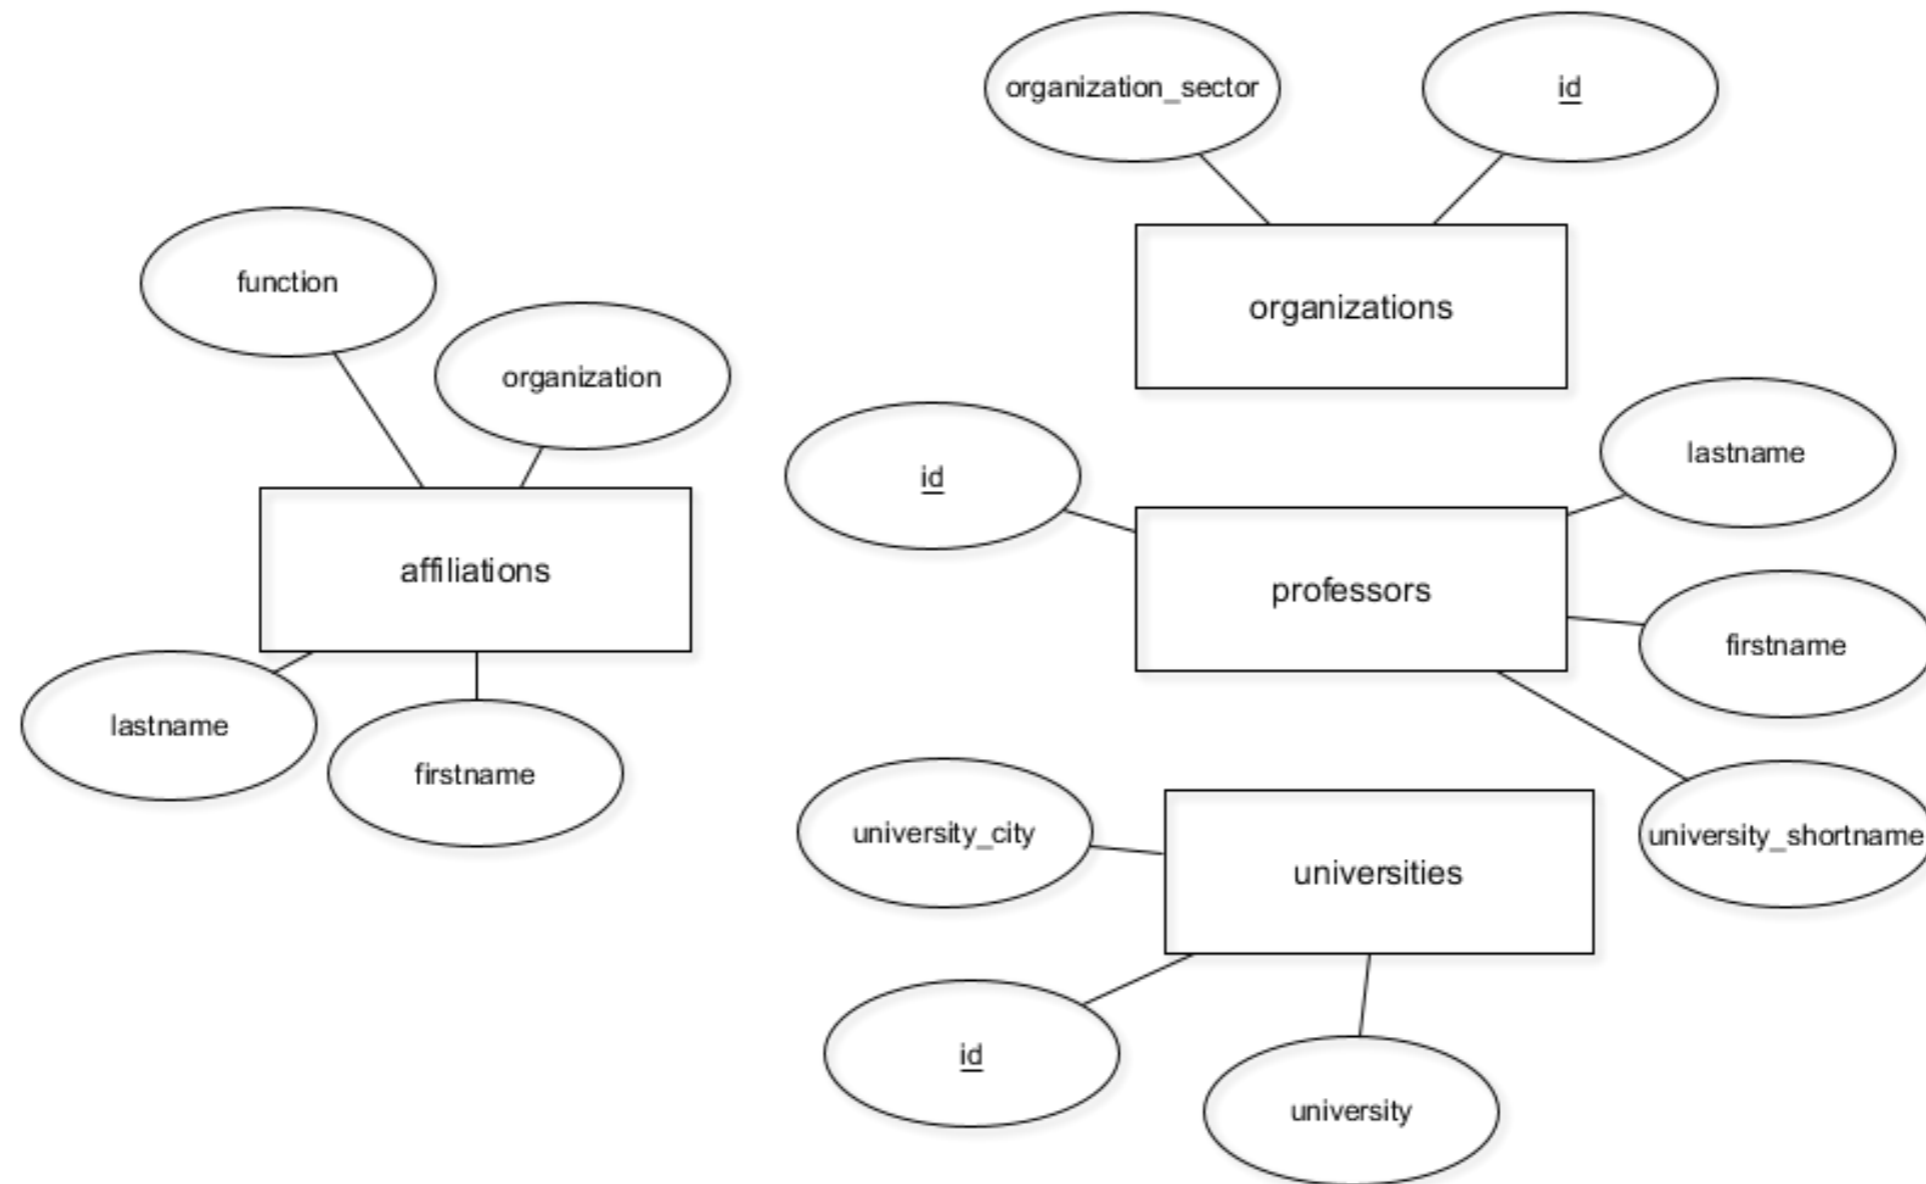 organization_sector
id
function
organizations
organization
lastname
id
affiliations
professors
firstname
lastname
firstname
university_city
university_shortname
universities
id
university